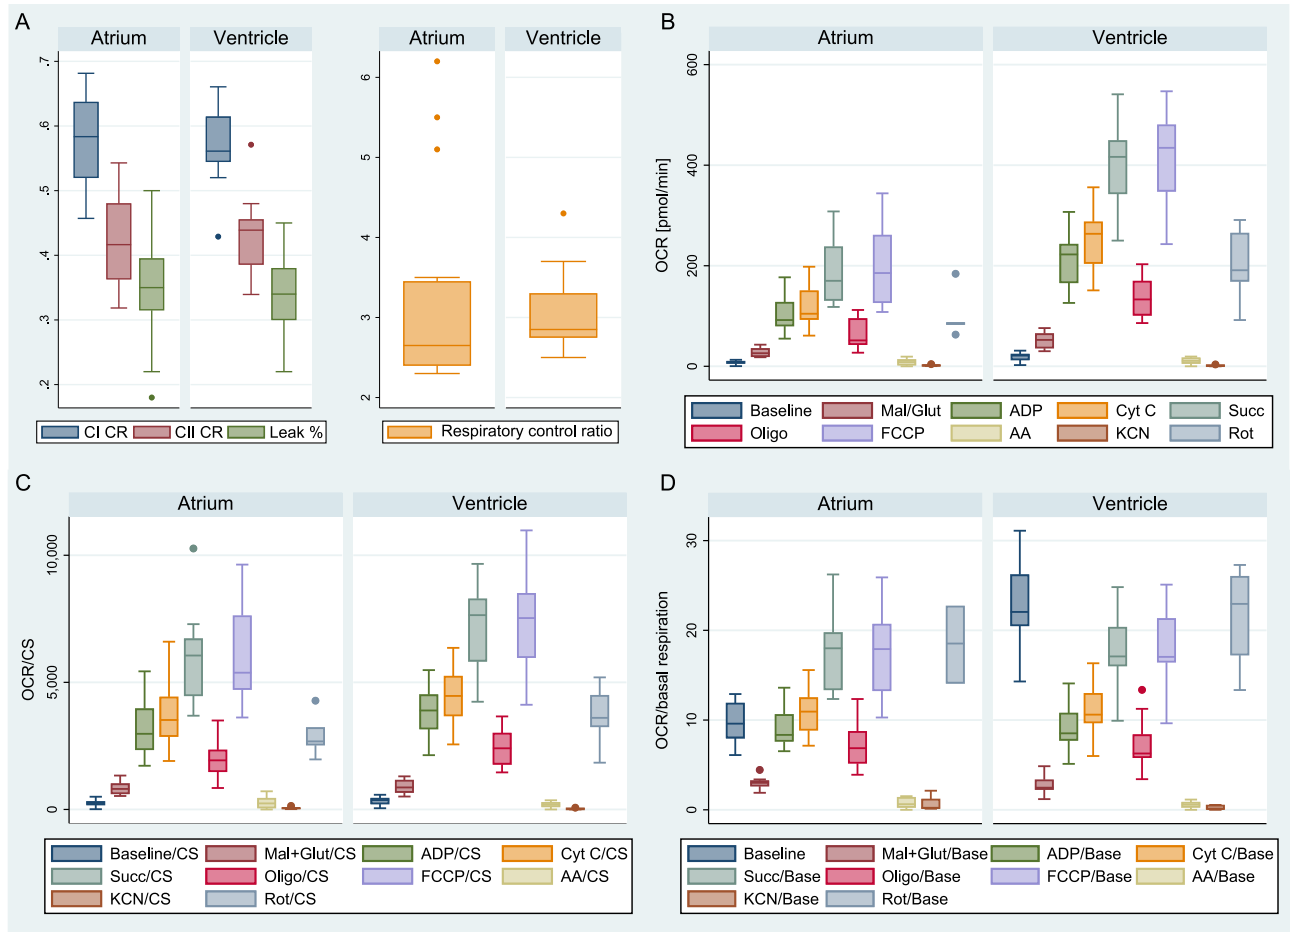 A
Atrium Ventricle
.7
.6
.5
.4
.3
.2
CI CR CII CR Leak %
Atrium Ventricle
6
5
4
3
2
Respiratory control ratio
B
Atrium Ventricle
OCR [pmol/min]
600
400
200
0
Baseline Mal/Glut ADP Cyt C Succ
Oligo FCCP AA KCN Rot
C
Atrium Ventricle
OCR/CS
10,000
5,000
0
Baseline/CS Mal+Glut/CS ADP/CS Cyt C/CS
Succ/CS Oligo/CS FCCP/CS AA/CS
KCN/CS Rot/CS
D
Atrium Ventricle
OCR/basal respiration
30
20
10
0
Baseline Mal+Glut/Base ADP/Base Cyt C/Base
Succ/Base Oligo/Base FCCP/Base AA/Base
KCN/Base Rot/Base